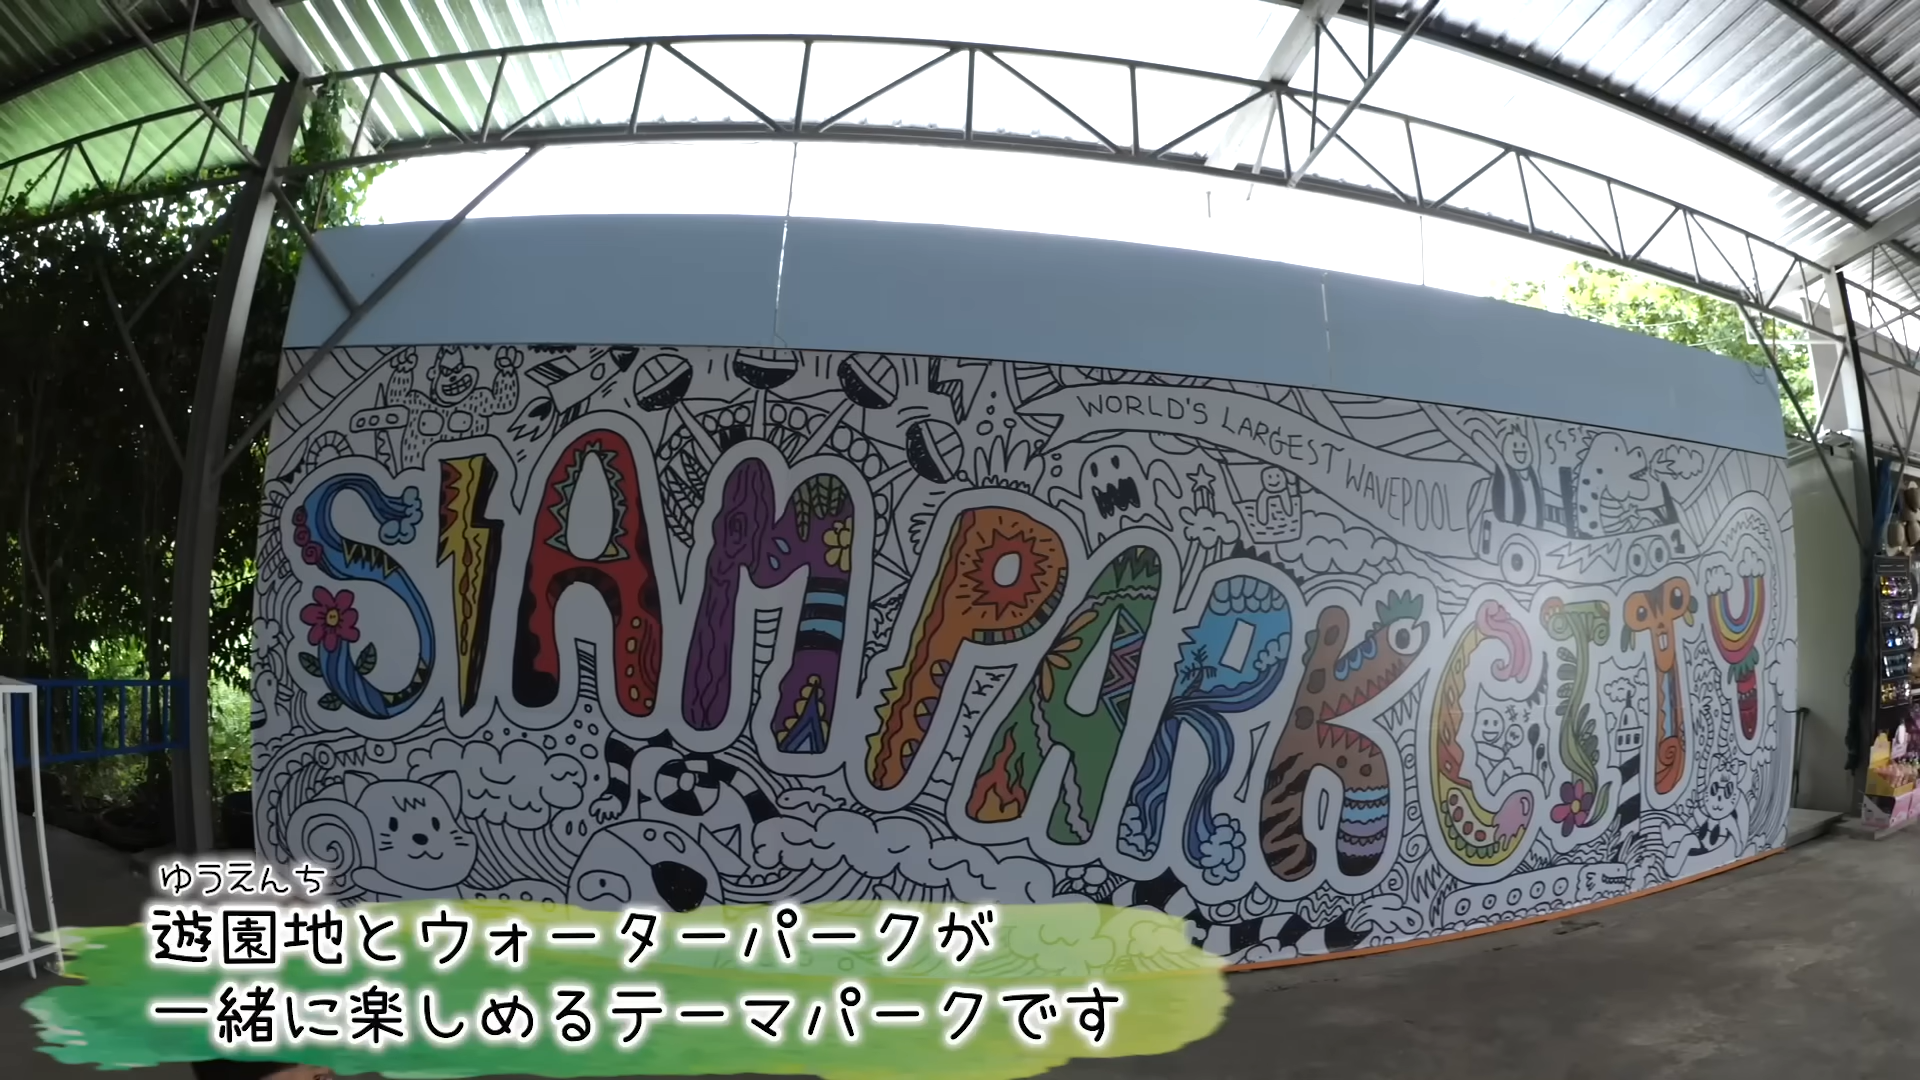 WORLD'S LARGEST WAVEPOOL
SIAMPARKCITY
ゆうえんち
遊園地とウォーターパークが
一緒に楽しめるテーマパークです